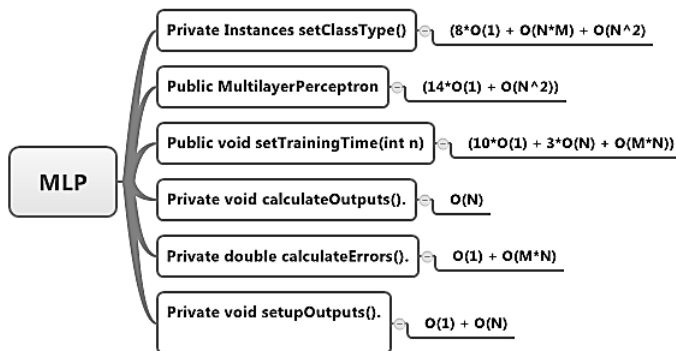 MLP
Private Instances setClassType()
(8*O(1) + O(N*M) + O(N^2)
Public MultilayerPerceptron
(14*O(1) + O(N^2))
Public void setTrainingTime(int n)
(10*O(1) + 3*O(N) + O(M*N))
Private void calculateOutputs().
O(N)
Private double calculateErrors().
O(1) + O(M*N)
Private void setupOutputs().
O(1) + O(N)